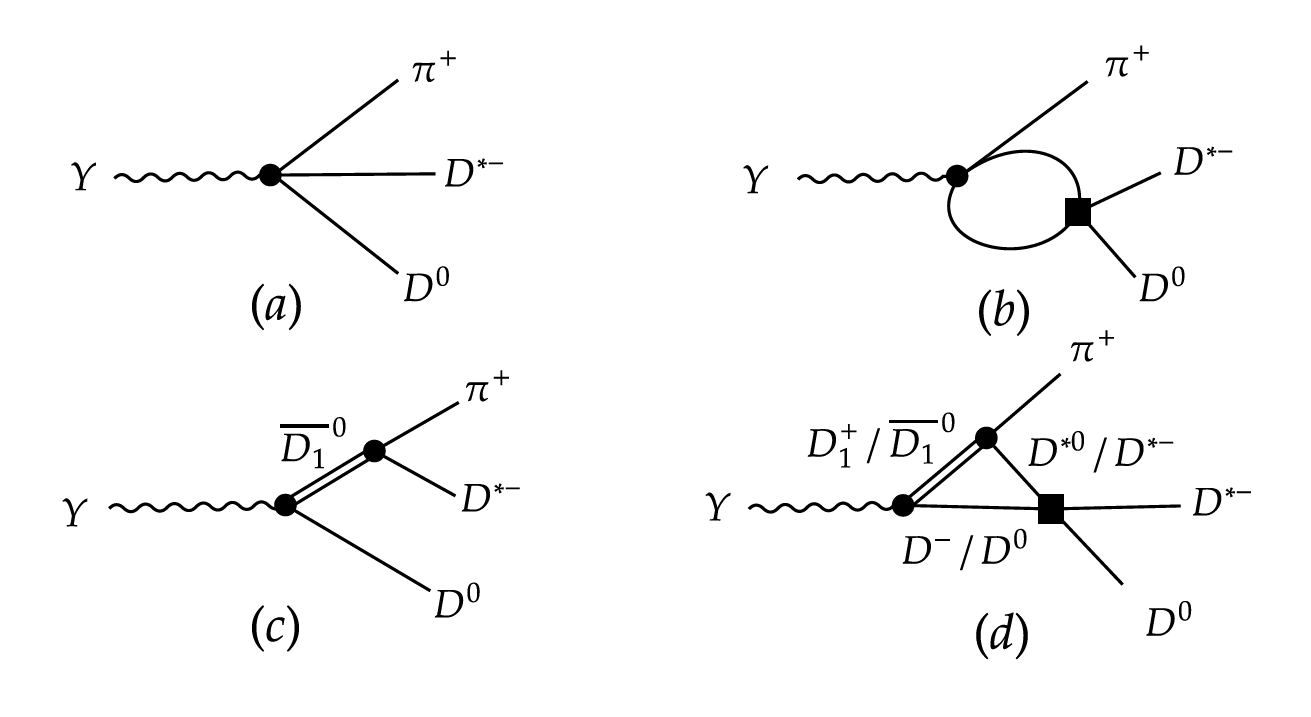 π⁺
Y D*⁻
D⁰
(a)
π⁺
Y D*⁻
D⁰
(b)
π⁺
D̅₁⁰
Y D*⁻
D⁰
(c)
π⁺
D₁⁺ / D̅₁⁰ D*⁰ / D*⁻
Y D*⁻
D⁻ / D⁰
D⁰
(d)